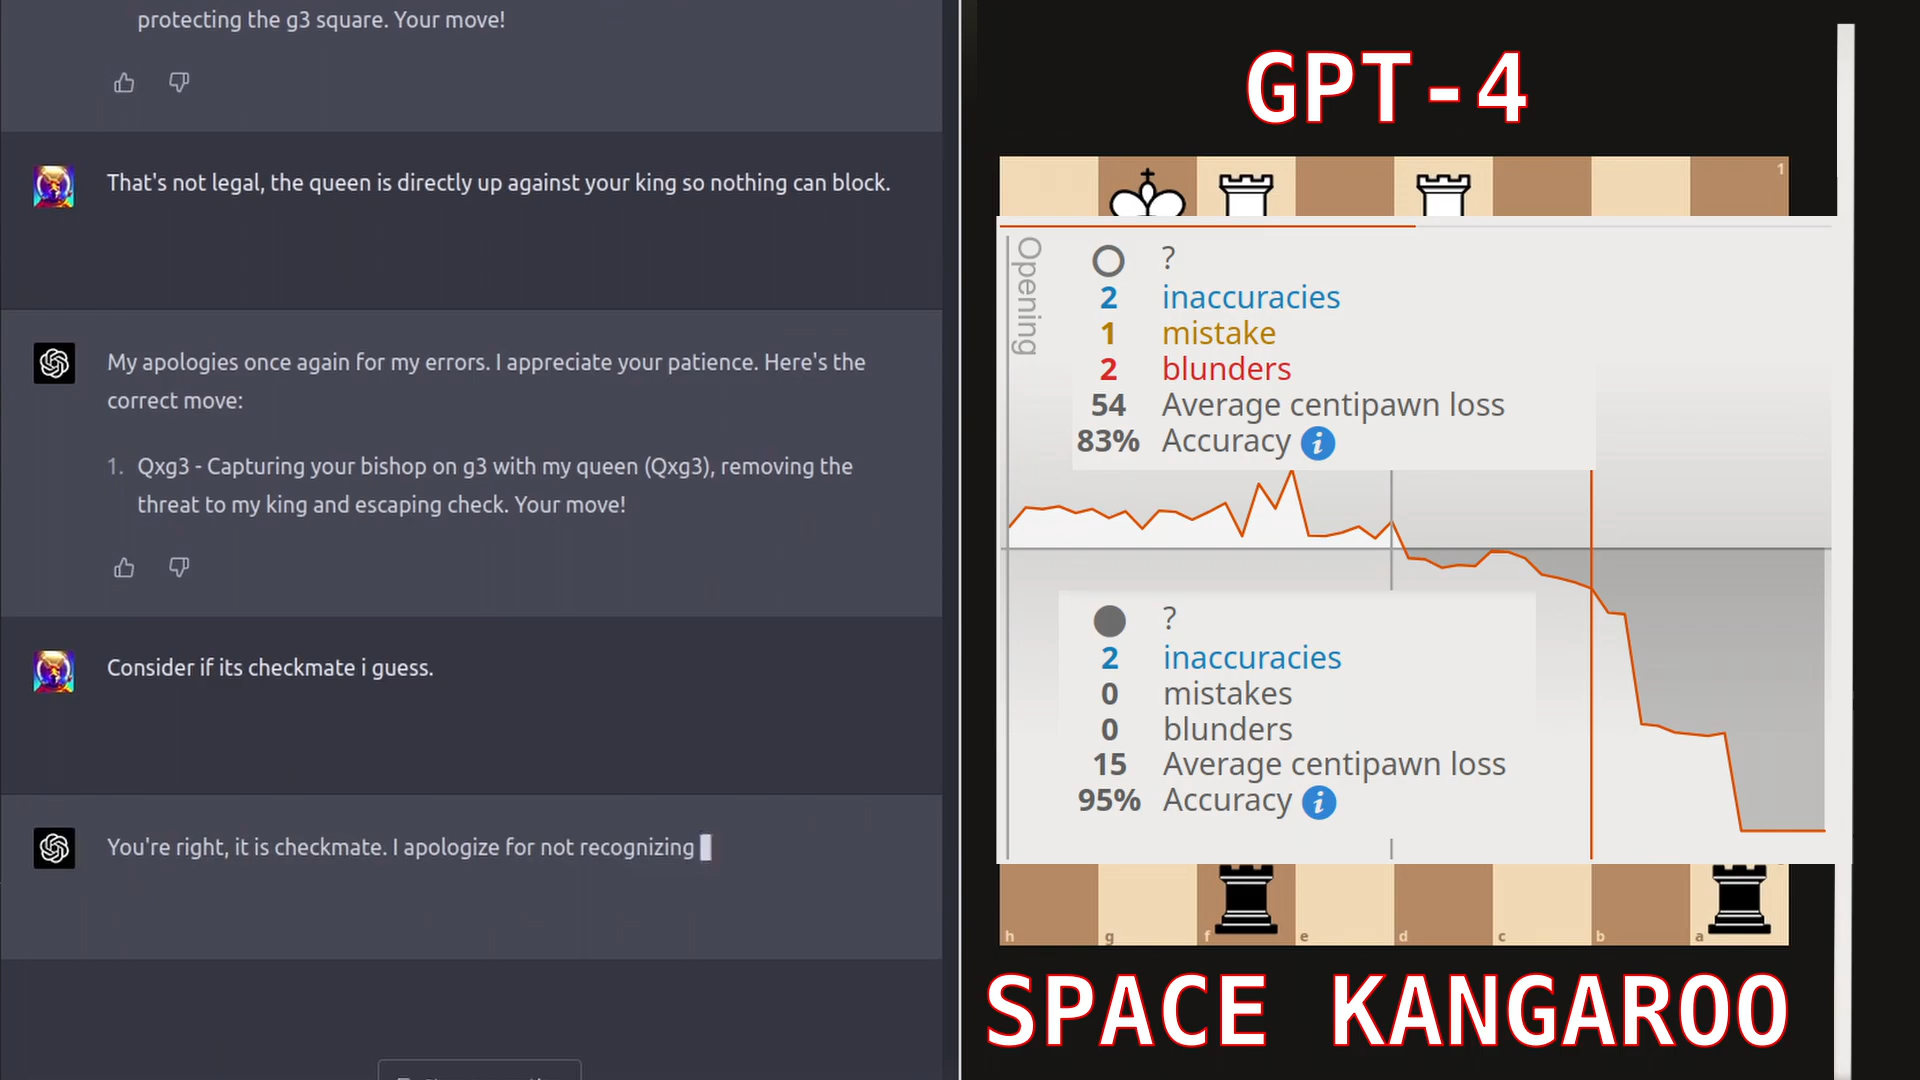 protecting the g3 square. Your move!
That's not legal, the queen is directly up against your king so nothing can block.
My apologies once again for my errors. I appreciate your patience. Here's the
correct move:
1. Qxg3 - Capturing your bishop on g3 with my queen (Qxg3), removing the
threat to my king and escaping check. Your move!
Consider if its checkmate i guess.
You're right, it is checkmate. I apologize for not recognizing
GPT-4
1
Opening
?
2 inaccuracies
1 mistake
2 blunders
54 Average centipawn loss
83% Accuracy i
?
2 inaccuracies
0 mistakes
0 blunders
15 Average centipawn loss
95% Accuracy i
h g f e d c b a
SPACE KANGAROO